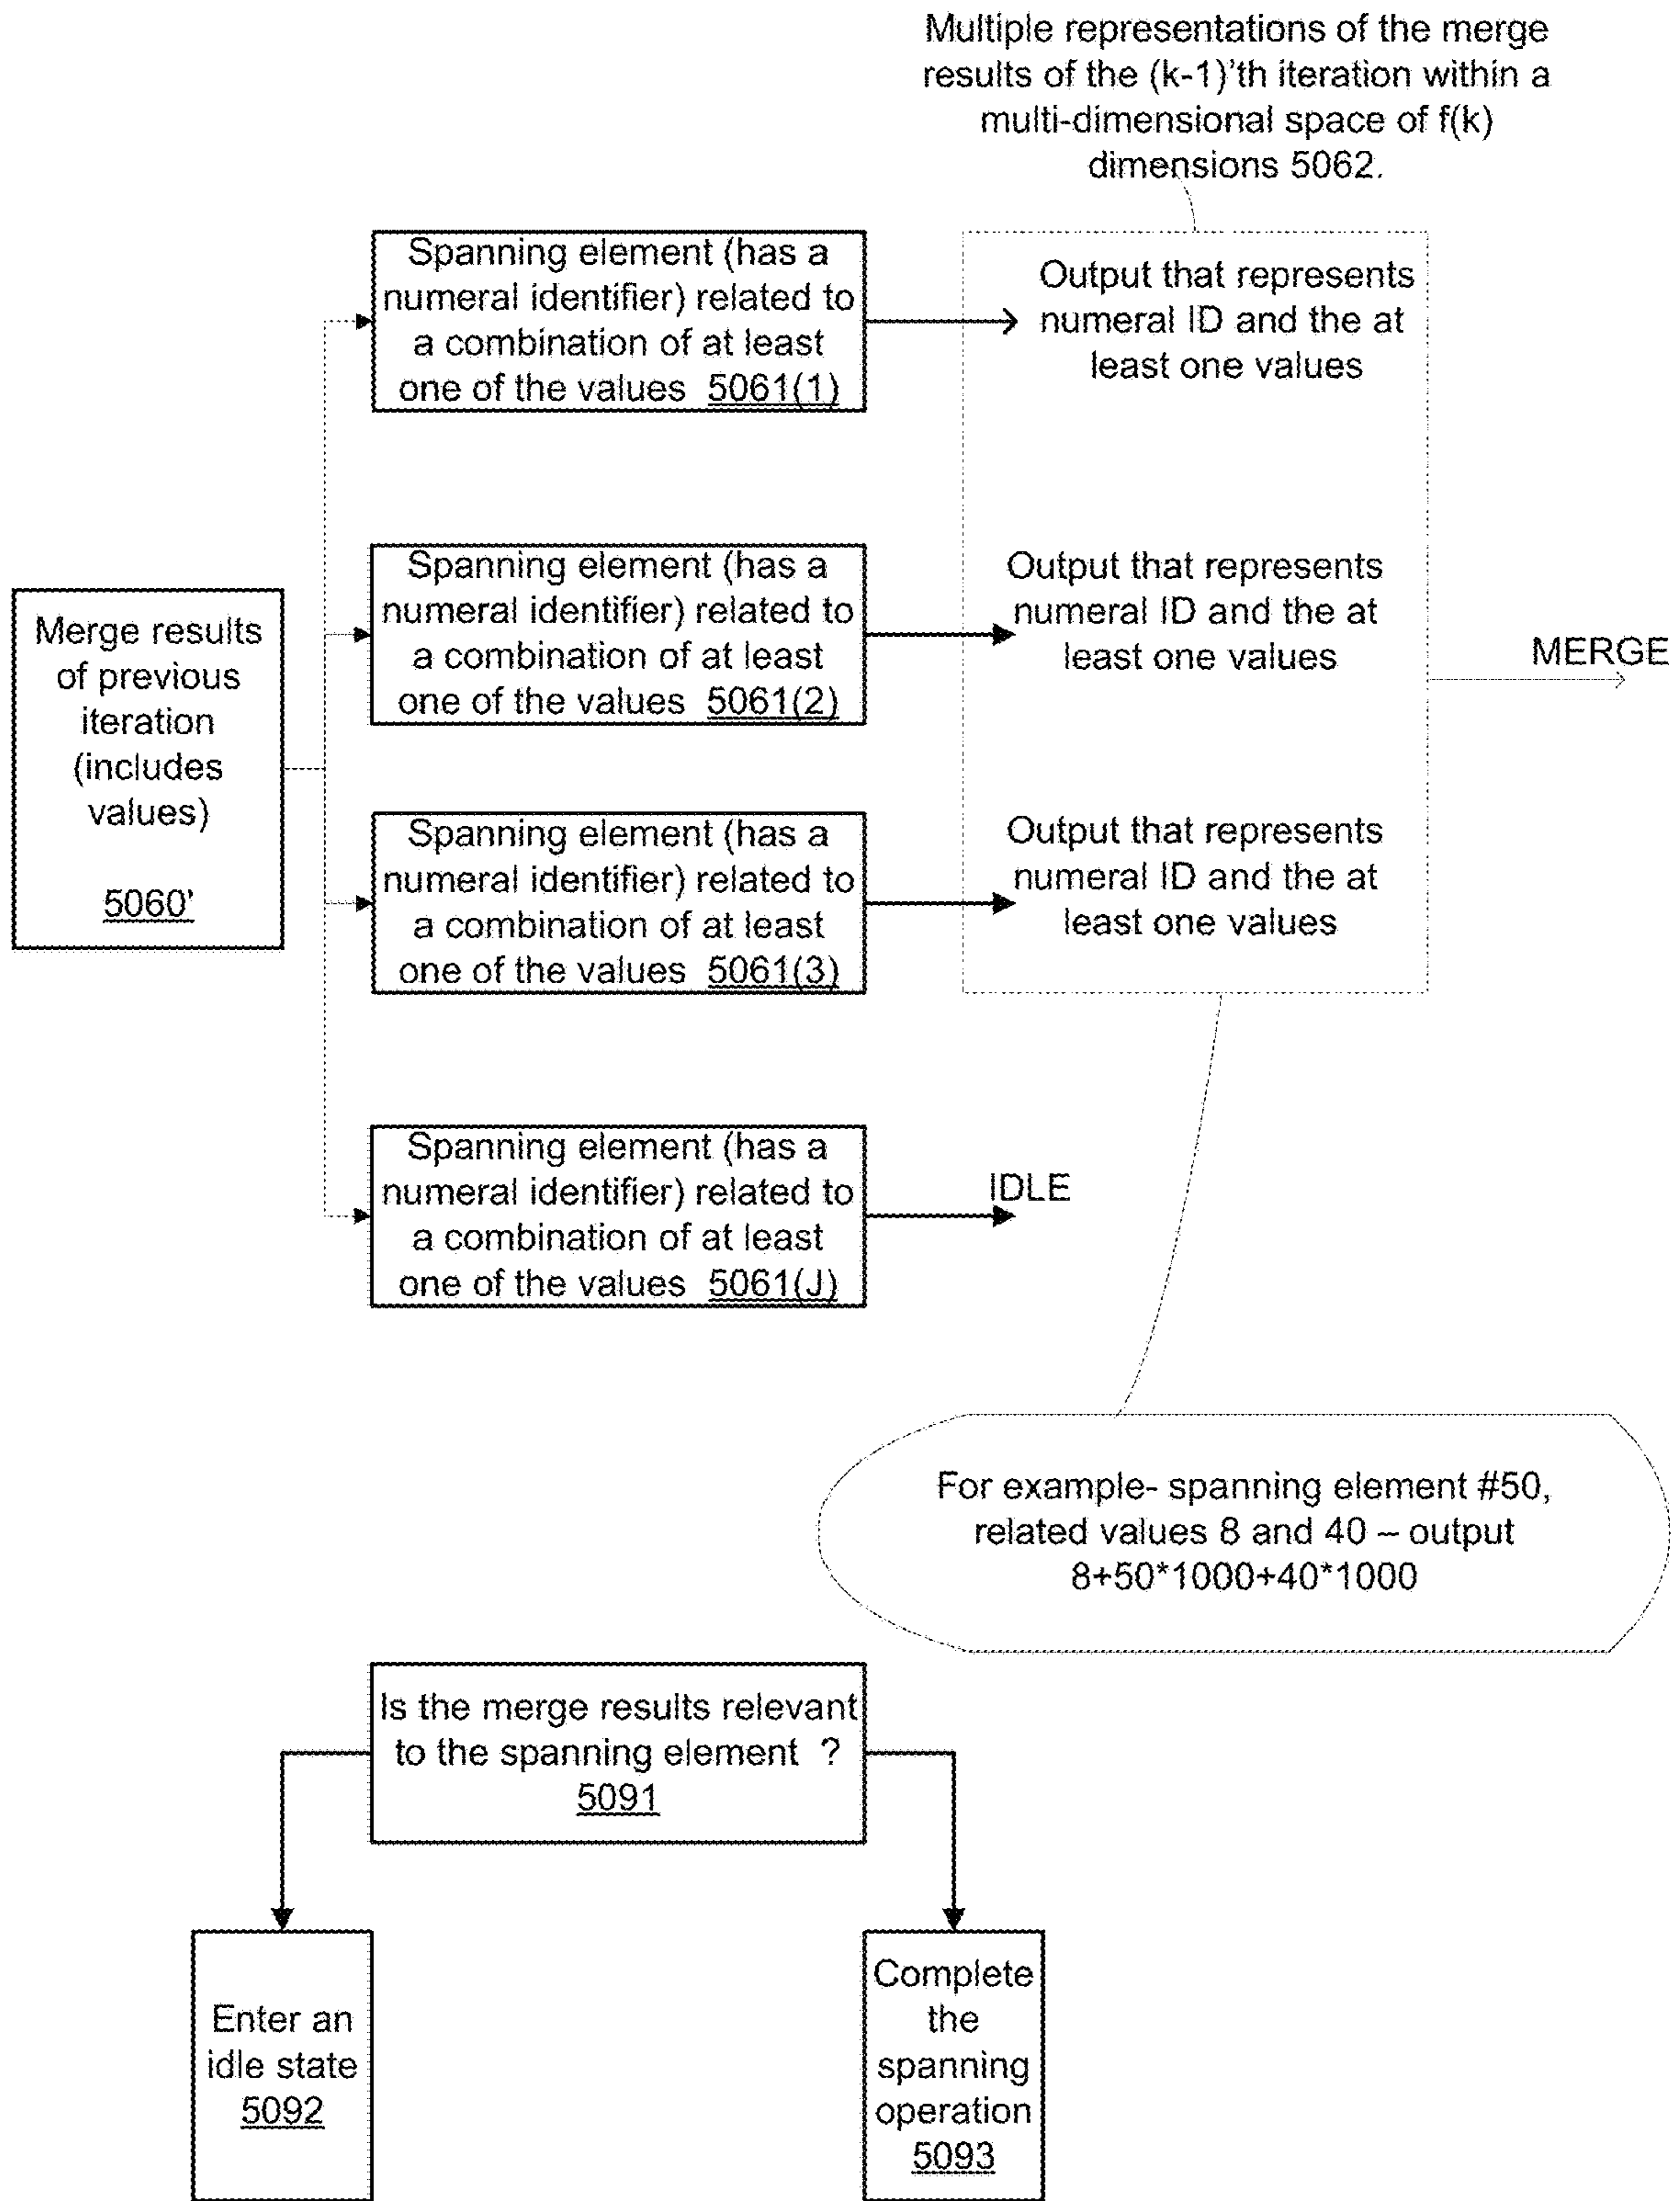 Multiple representations of the merge
results of the (k-1)'th iteration within a
multi-dimensional space of f(k)
dimensions 5062.
Spanning element (has a
numeral identifier) related to
a combination of at least
one of the values 5061(1)
Output that represents
numeral ID and the at
least one values
Merge results
of previous
iteration
(includes
values)
5060'
Spanning element (has a
numeral identifier) related to
a combination of at least
one of the values 5061(2)
Output that represents
numeral ID and the at
least one values
MERGE
Spanning element (has a
numeral identifier) related to
a combination of at least
one of the values 5061(3)
Output that represents
numeral ID and the at
least one values
Spanning element (has a
numeral identifier) related to
a combination of at least
one of the values 5061(J)
IDLE
For example- spanning element #50,
related values 8 and 40 – output
8+50*1000+40*1000
Is the merge results relevant
to the spanning element ?
5091
Enter an
idle state
5092
Complete
the
spanning
operation
5093